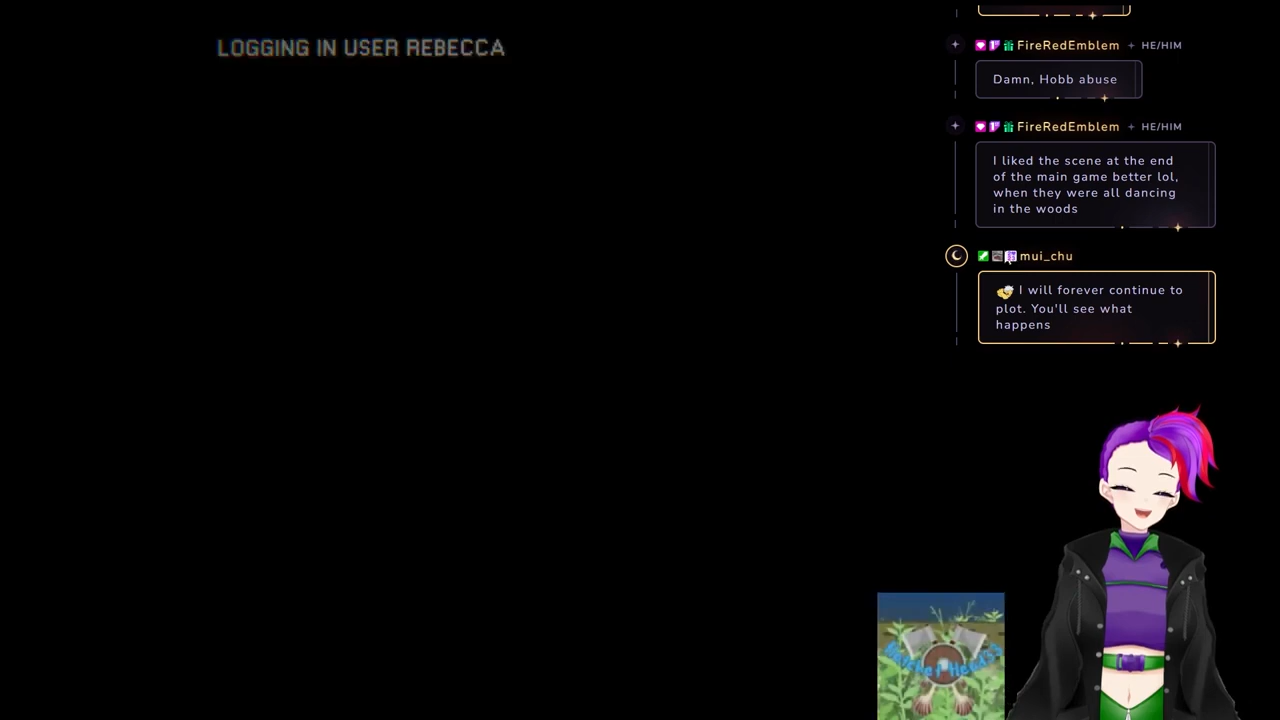 LOGGING IN USER REBECCA
FireRedEmblem HE/HIM
Damn, Hobb abuse
FireRedEmblem HE/HIM
I liked the scene at the end
of the main game better lol,
when they were all dancing
in the woods
mui_chu
I will forever continue to
plot. You'll see what
happens